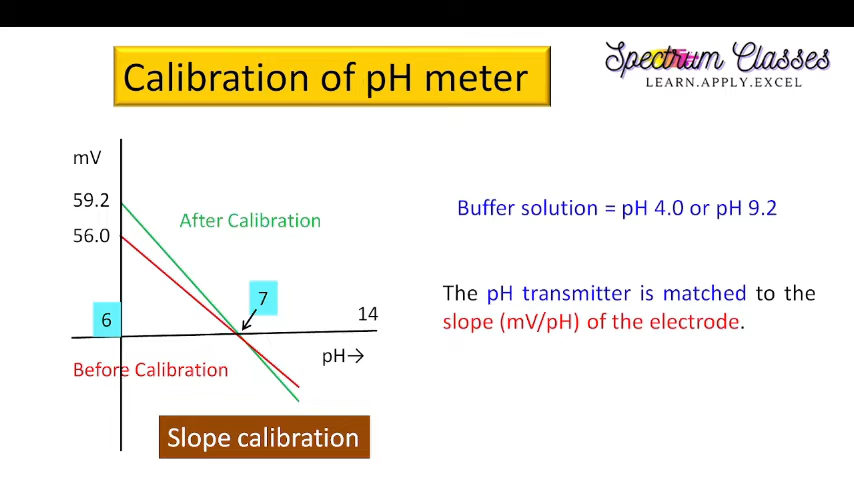 Calibration of pH meter
Spectrum Classes
LEARN.APPLY.EXCEL
mV
59.2
56.0
After Calibration
7
6
14
pH→
Before Calibration
Slope calibration
Buffer solution = pH 4.0 or pH 9.2
The pH transmitter is matched to the
slope (mV/pH) of the electrode.